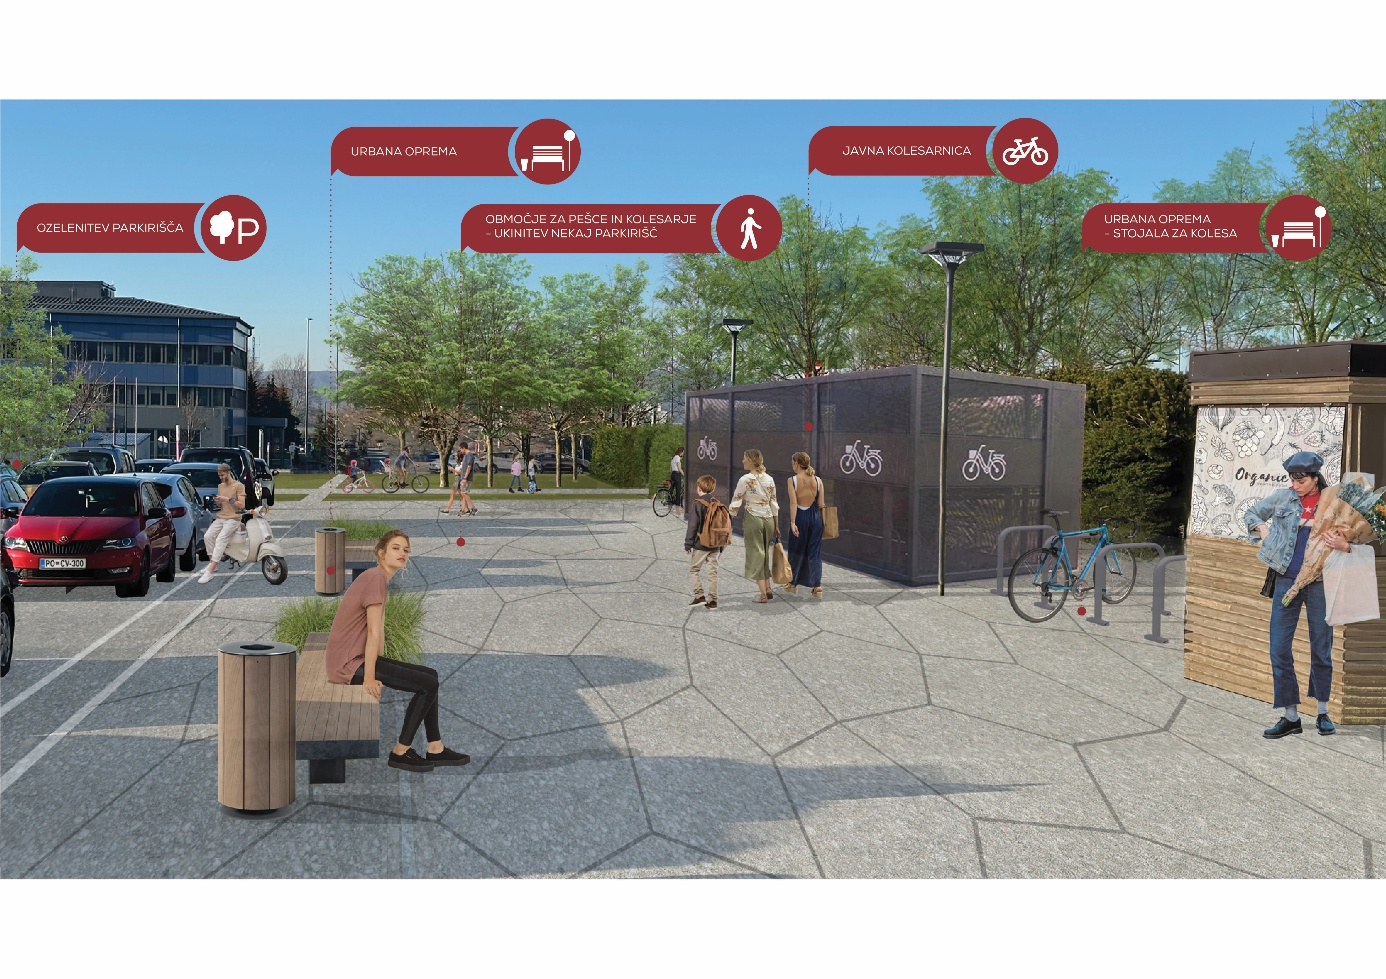 URBANA OPREMA
JAVNA KOLESARNICA
OZELENITEV PARKIRIŠČA
P
OBMOČJE ZA PEŠCE IN KOLESARJE
- UKINITEV NEKAJ PARKIRIŠČ
URBANA OPREMA
- STOJALA ZA KOLESA
Organic
PC CV-300